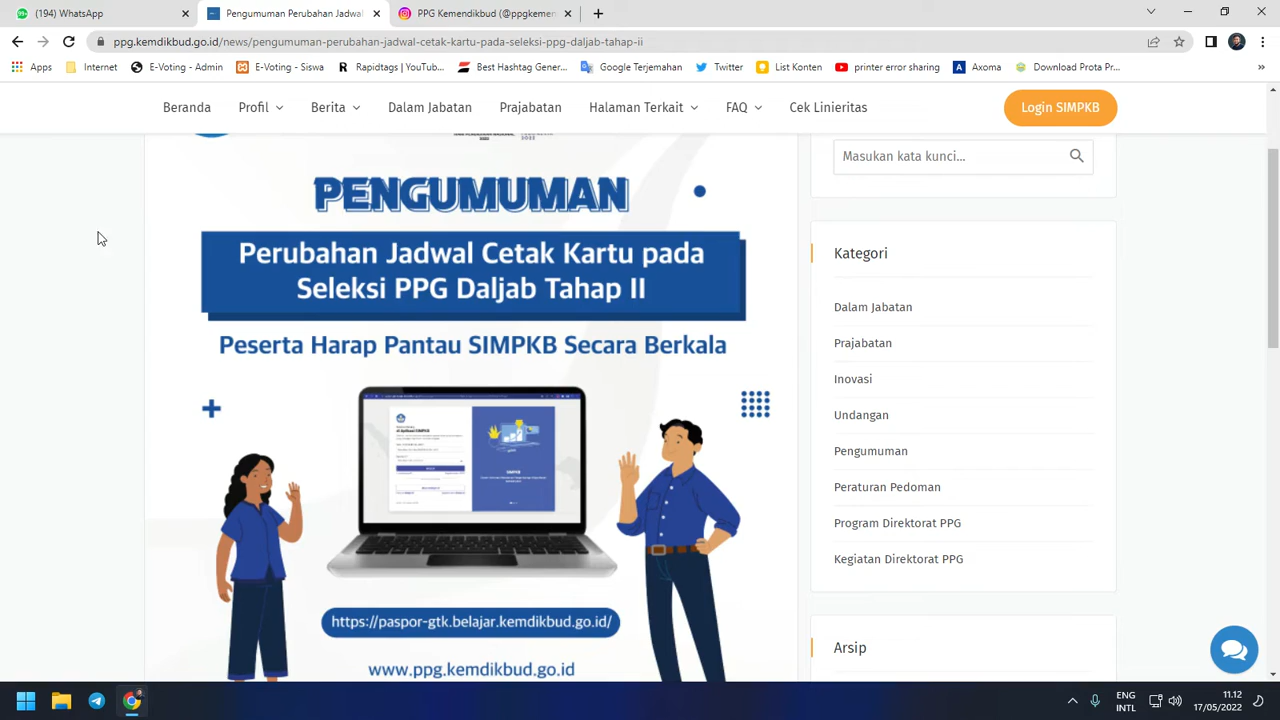 (194) WhatsApp
Pengumuman Perubahan Jadwal
PPG Kemdikbud (@ppgkemen
ppg.kemdikbud.go.id/news/pengumuman-perubahan-jadwal-cetak-kartu-pada-seleksi-ppg-daljab-tahap-ii
Apps
Internet
E-Voting - Admin
E-Voting - Siswa
Rapidtags | YouTub...
Best Hashtag Gener...
Google Terjemahan
Twitter
List Konten
printer error sharing
Axoma
Download Prota Pr...
Beranda
Profil
Berita
Dalam Jabatan
Prajabatan
Halaman Terkait
FAQ
Cek Linieritas
Login SIMPKB
PENGUMUMAN
Perubahan Jadwal Cetak Kartu pada
Seleksi PPG Daljab Tahap II
Peserta Harap Pantau SIMPKB Secara Berkala
SIMPKB
https://paspor-gtk.belajar.kemdikbud.go.id/
www.ppg.kemdikbud.go.id
Masukan kata kunci...
Kategori
Dalam Jabatan
Prajabatan
Inovasi
Undangan
Pengumuman
Peraturan Pedoman
Program Direktorat PPG
Kegiatan Direktorat PPG
Arsip
ENG
INTL
11.12
17/05/2022